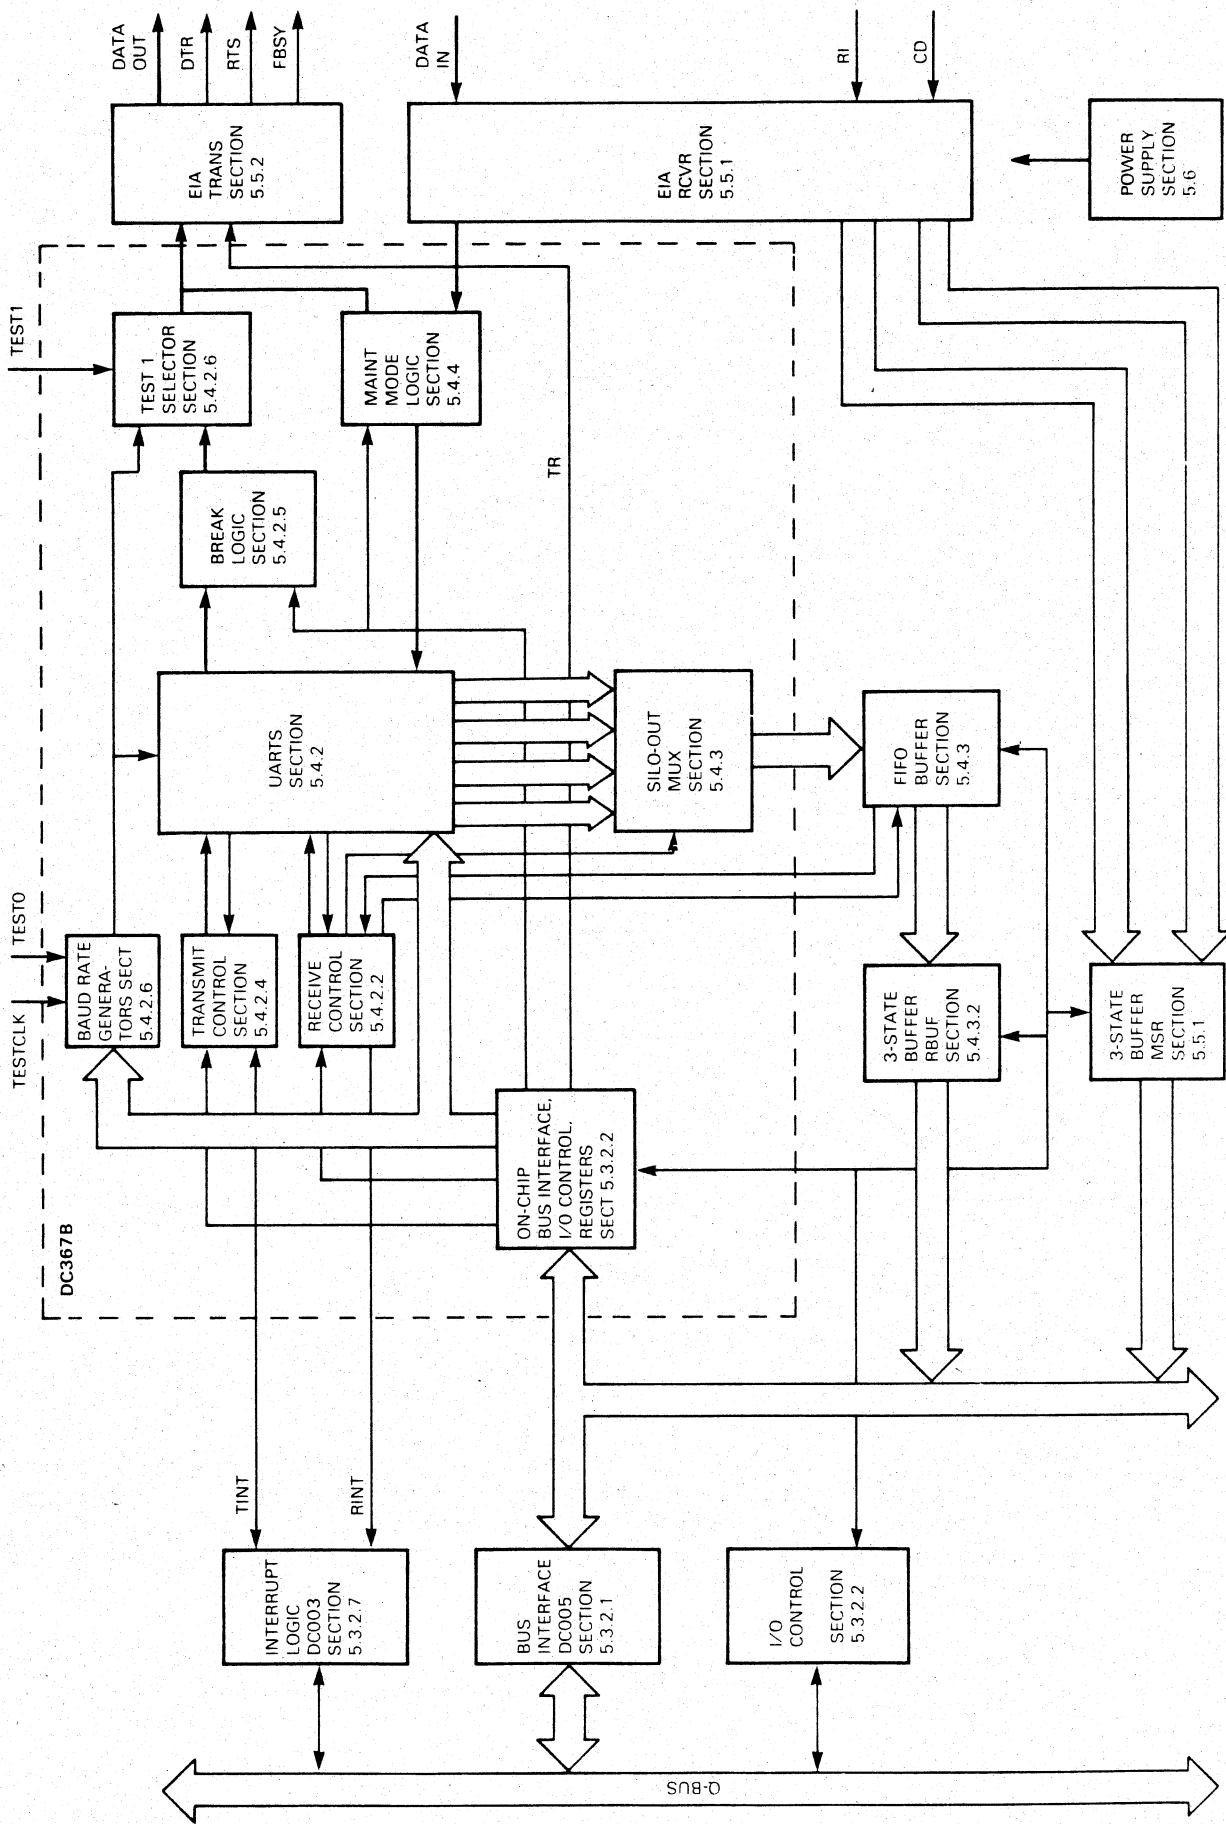 DATA
OUT
DTR
RTS
FBSY
DATA
IN
RI
CD
EIA
TRANS
SECTION
5.5.2
EIA
RCVR
SECTION
5.5.1
POWER
SUPPLY
SECTION
5.6
TEST1
TEST 1
SELECTOR
SECTION
5.4.2.6
MAINT
MODE
LOGIC
SECTION
5.4.4
BREAK
LOGIC
SECTION
5.4.2.5
TR
UARTS
SECTION
5.4.2
SILO-OUT
MUX
SECTION
5.4.3
FIFO
BUFFER
SECTION
5.4.3
TESTCLK
TEST0
BAUD RATE
GENERA-
TORS SECT
5.4.2.6
TRANSMIT
CONTROL
SECTION
5.4.2.4
RECEIVE
CONTROL
SECTION
5.4.2.2
3-STATE
BUFFER
RBUF
SECTION
5.4.3.2
3-STATE
BUFFER
MSR
SECTION
5.5.1
ON-CHIP
BUS INTERFACE,
I/O CONTROL.
REGISTERS
SECT 5.3.2.2
DC367B
TINT
RINT
INTERRUPT
LOGIC
DC003
SECTION
5.3.2.7
BUS
INTERFACE
DC005
SECTION
5.3.2.1
I/O
CONTROL
SECTION
5.3.2.2
Q-BUS